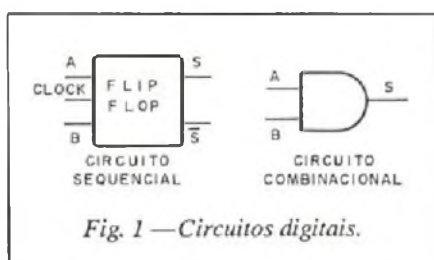 A
CLOCK
B
FLIP
FLOP
S
S̅
CIRCUITO
SEQUENCIAL
A
B
S
CIRCUITO
COMBINACIONAL
Fig. 1 — Circuitos digitais.